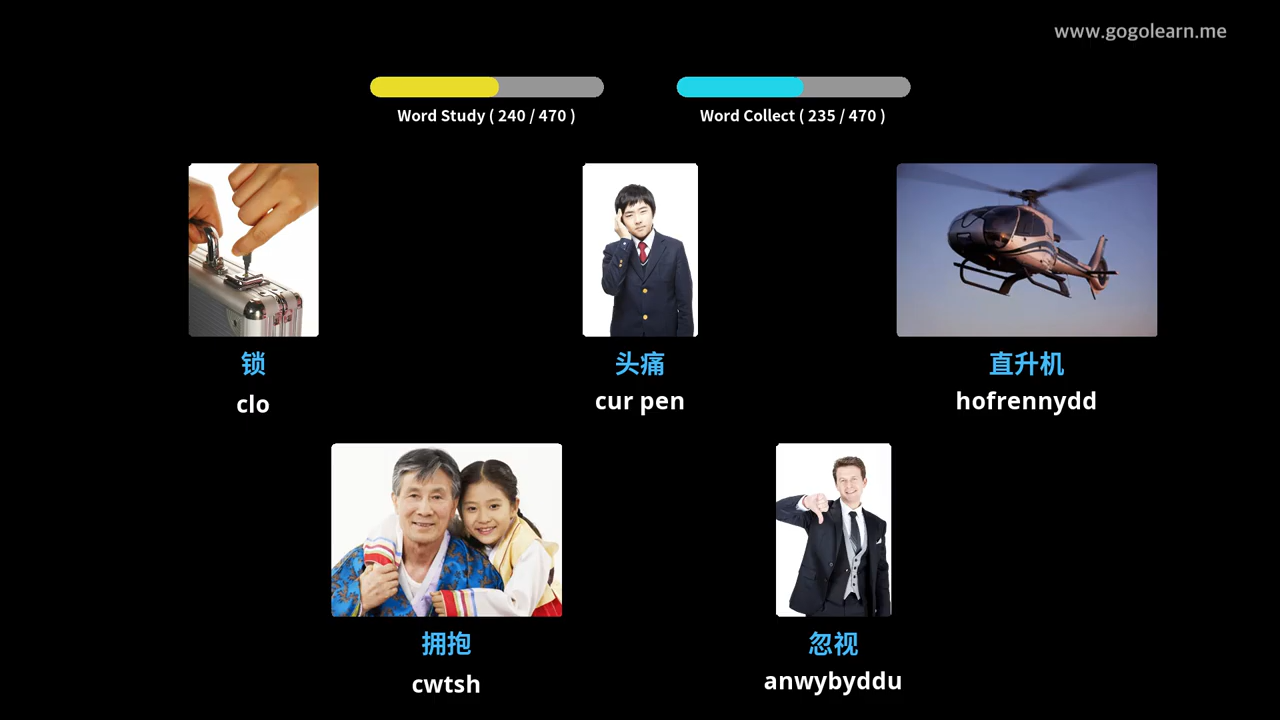 www.gogolearn.me
Word Study ( 240 / 470 )
Word Collect ( 235 / 470 )
锁
clo
头痛
cur pen
直升机
hofrennydd
拥抱
cwtsh
忽视
anwybyddu